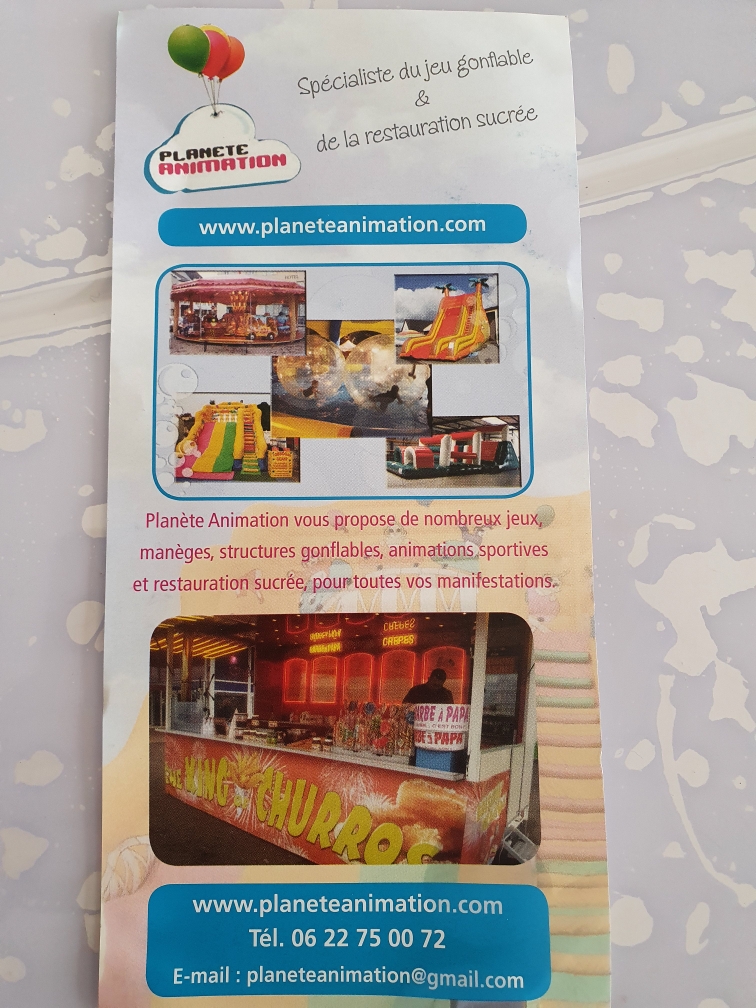 PLANETE
ANIMATION
Spécialiste du jeu gonflable
&
de la restauration sucrée
www.planeteanimation.com
Planète Animation vous propose de nombreux jeux,
manèges, structures gonflables, animations sportives
et restauration sucrée, pour toutes vos manifestations.
CREPES
CREPES
BARBE À PAPA
KING CHURROS
www.planeteanimation.com
Tél. 06 22 75 00 72
E-mail : planeteanimation@gmail.com